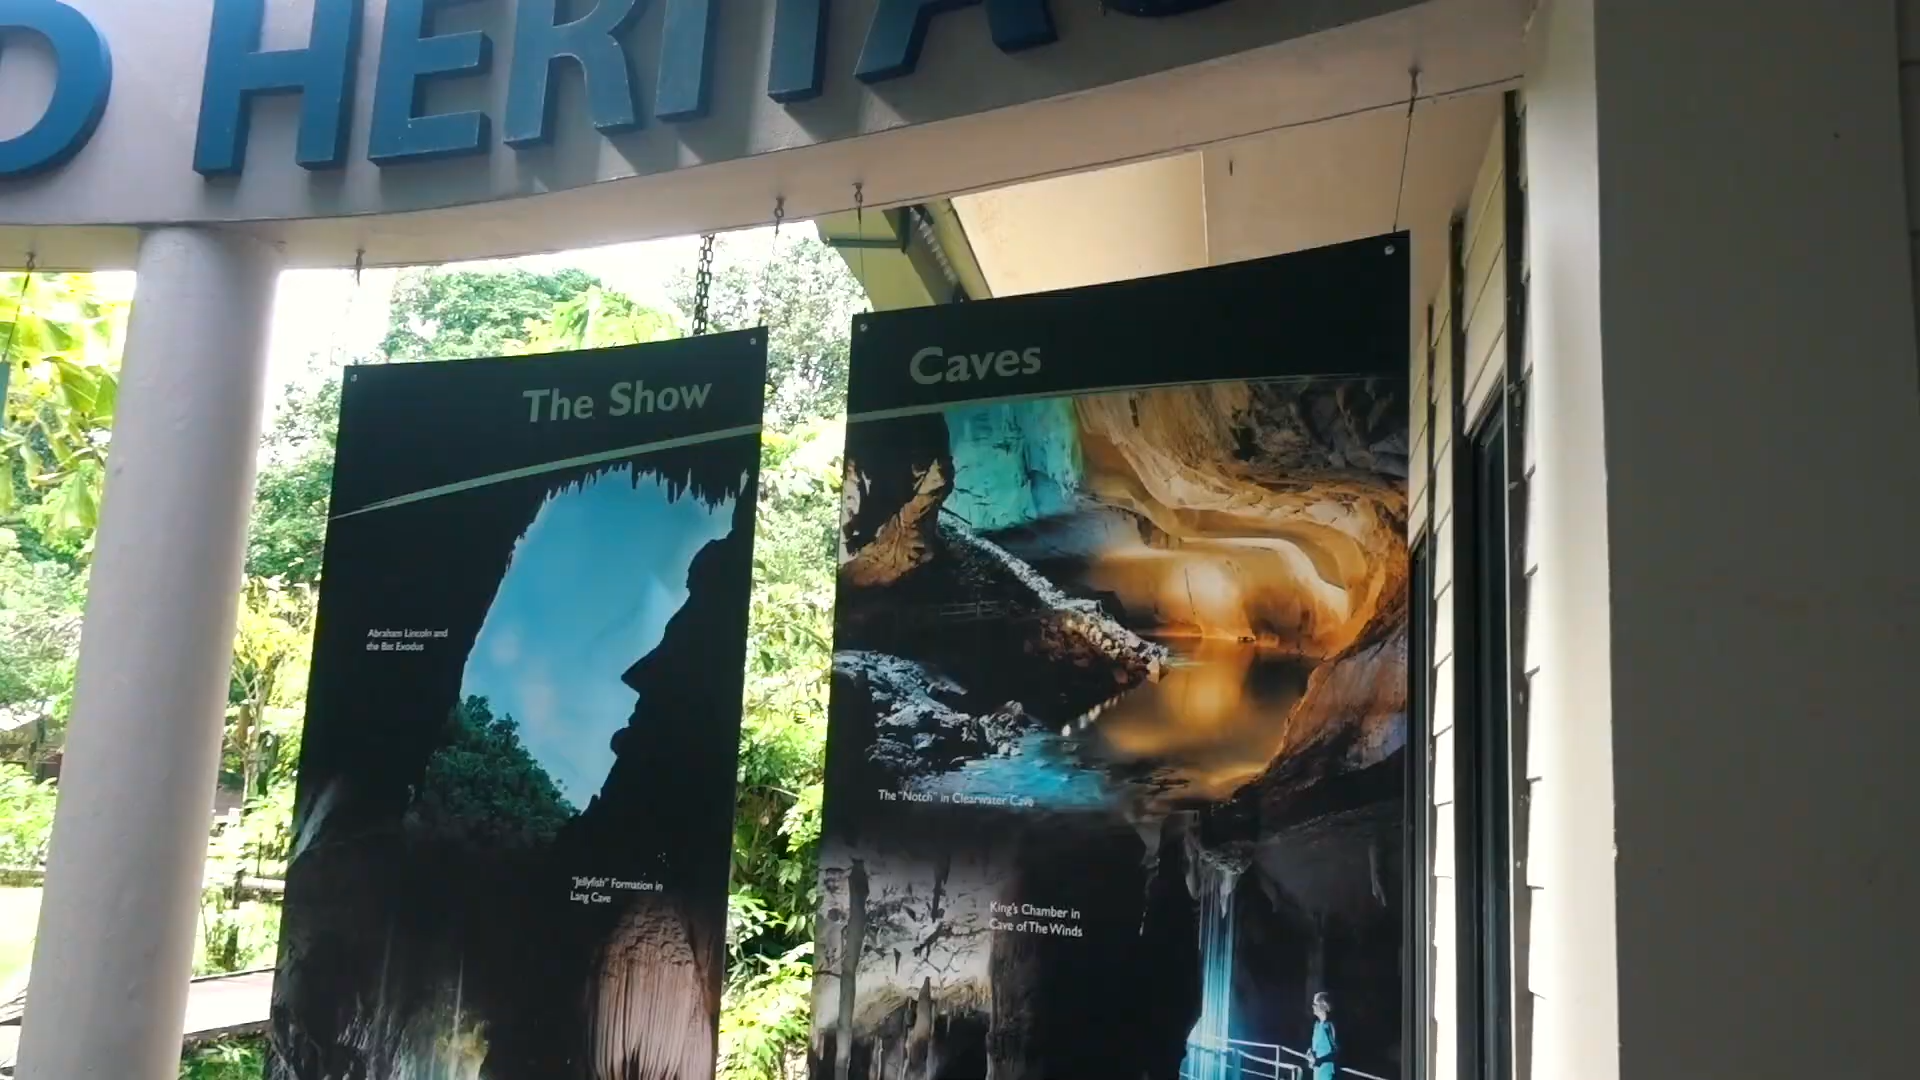 D HERITAG
The Show
Caves
Abraham Lincoln and
the Bat Exodus
"Jellyfish" Formation in
Lang Cave
The "Notch" in Clearwater Cave
King's Chamber in
Cave of The Winds